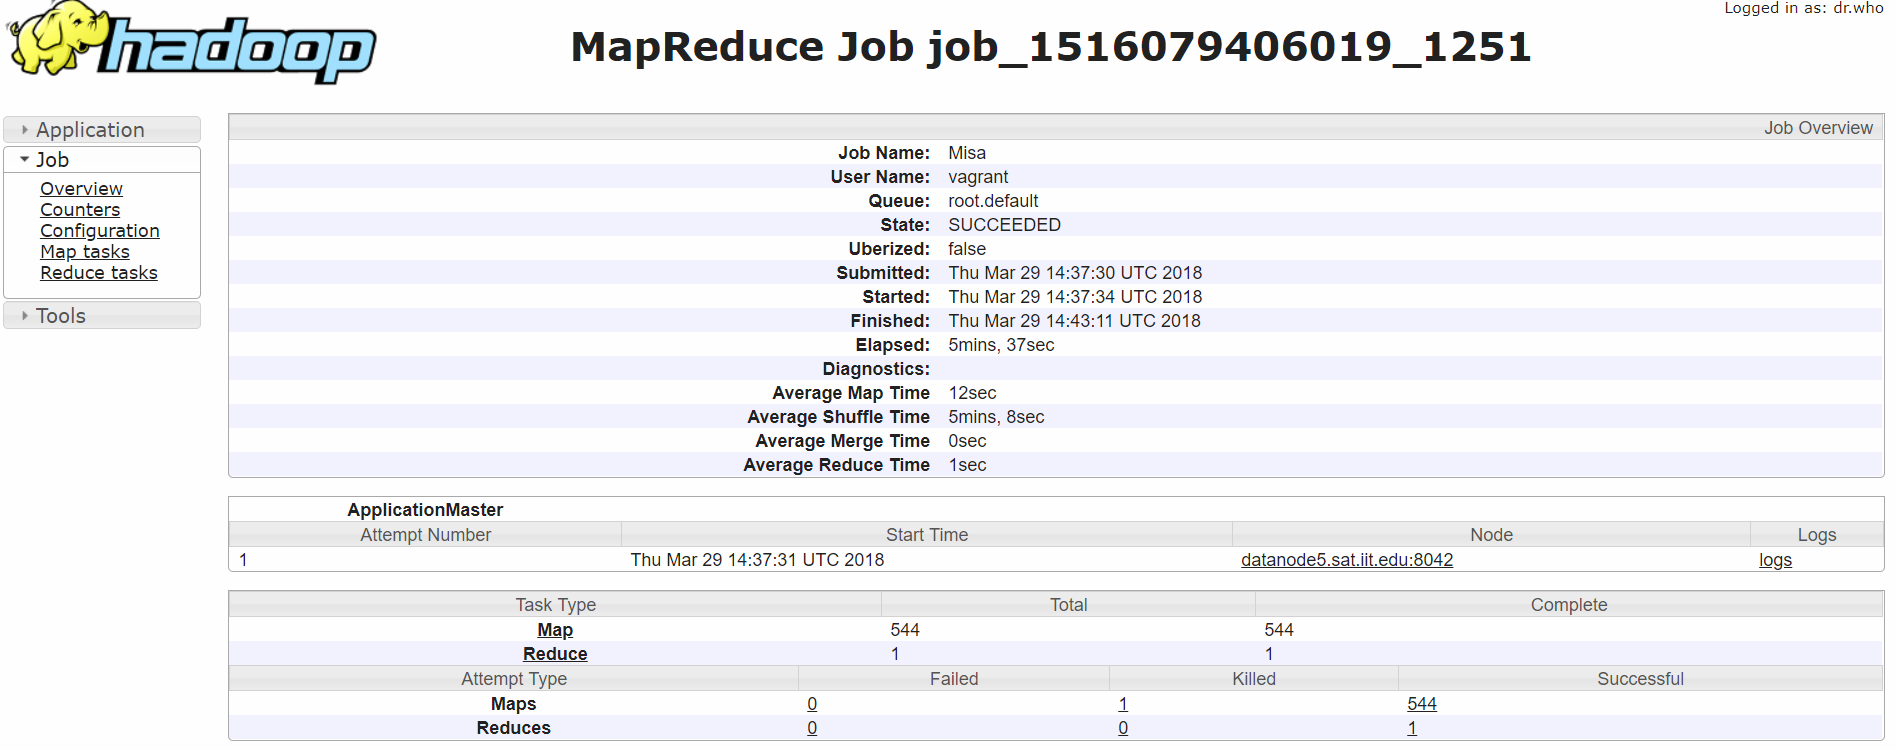 Logged in as: dr.who
hadoop
MapReduce Job job_1516079406019_1251
Application
Job
Overview
Counters
Configuration
Map tasks
Reduce tasks
Tools
Job Overview
Job Name: Misa
User Name: vagrant
Queue: root.default
State: SUCCEEDED
Uberized: false
Submitted: Thu Mar 29 14:37:30 UTC 2018
Started: Thu Mar 29 14:37:34 UTC 2018
Finished: Thu Mar 29 14:43:11 UTC 2018
Elapsed: 5mins, 37sec
Diagnostics:
Average Map Time 12sec
Average Shuffle Time 5mins, 8sec
Average Merge Time 0sec
Average Reduce Time 1sec
ApplicationMaster
Attempt Number Start Time Node Logs
1 Thu Mar 29 14:37:31 UTC 2018 datanode5.sat.iit.edu:8042 logs
Task Type Total Complete
Map 544 544
Reduce 1 1
Attempt Type Failed Killed Successful
Maps 0 1 544
Reduces 0 0 1